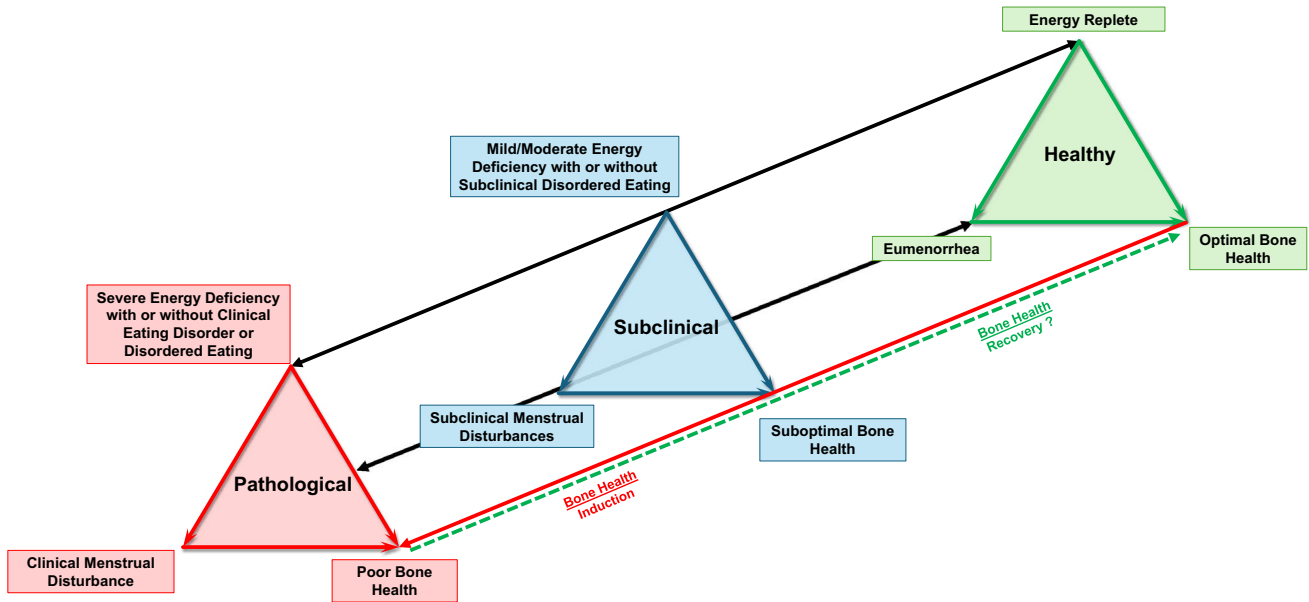 Energy Replete
Healthy
Mild/Moderate Energy
Deficiency with or without
Subclinical Disordered Eating
Eumenorrhea
Optimal Bone
Health
Severe Energy Deficiency
with or without Clinical
Eating Disorder or
Disordered Eating
Subclinical
Bone Health
Recovery ?
Subclinical Menstrual
Disturbances
Suboptimal Bone
Health
Pathological
Bone Health
Induction
Clinical Menstrual
Disturbance
Poor Bone
Health